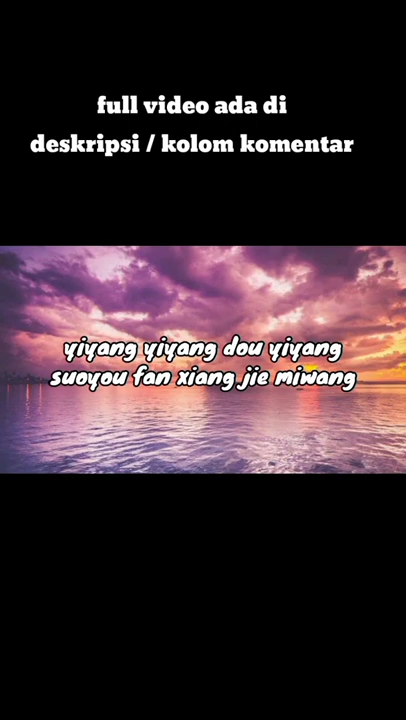 full video ada di
deskripsi / kolom komentar
yiyang yiyang dou yiyang
suoyou fan xiang jie miwang